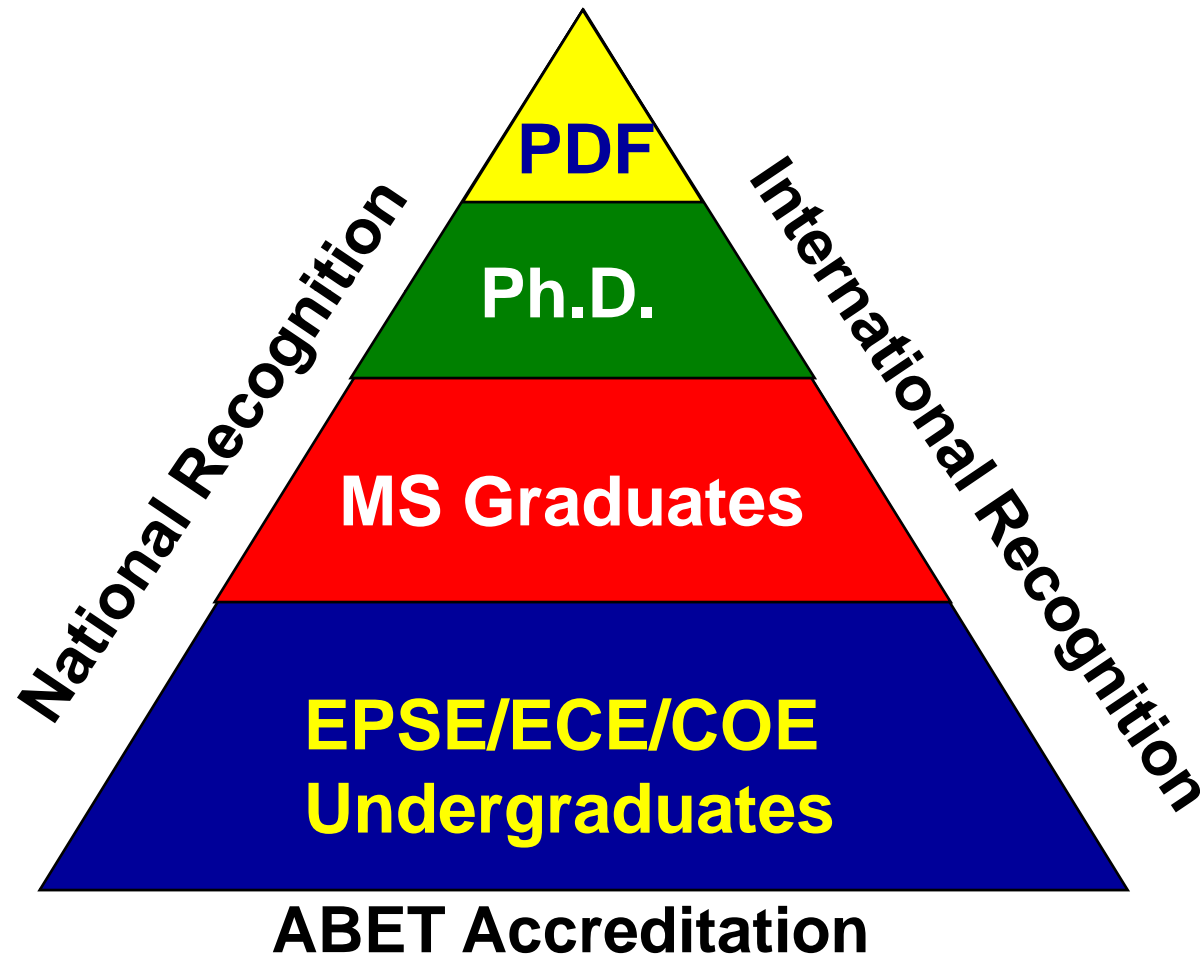 PDF
National Recognition
International Recognition
Ph.D.
MS Graduates
EPSE/ECE/COE
Undergraduates
ABET Accreditation